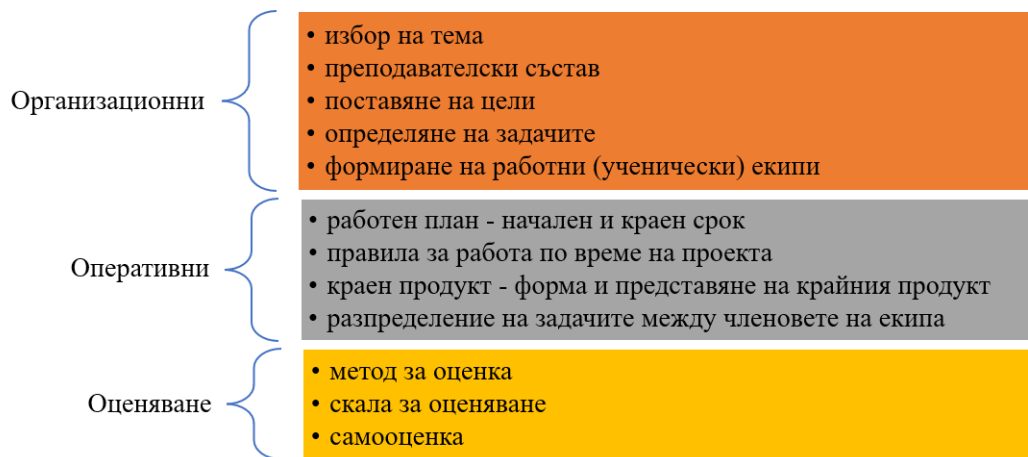 Организационни
• избор на тема
• преподавателски състав
• поставяне на цели
• определяне на задачите
• формиране на работни (ученически) екипи
Оперативни
• работен план - начален и краен срок
• правила за работа по време на проекта
• краен продукт - форма и представяне на крайния продукт
• разпределение на задачите между членовете на екипа
Оценяване
• метод за оценка
• скала за оценяване
• самооценка